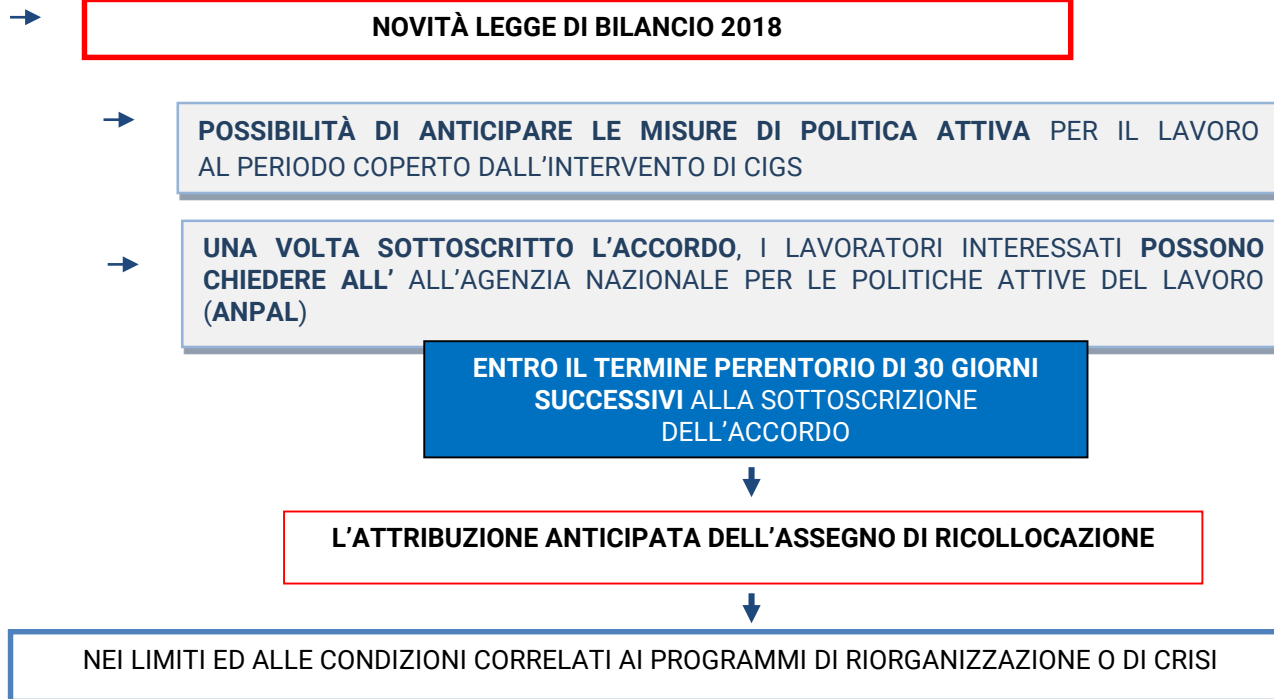 NOVITÀ LEGGE DI BILANCIO 2018
POSSIBILITÀ DI ANTICIPARE LE MISURE DI POLITICA ATTIVA PER IL LAVORO
AL PERIODO COPERTO DALL’INTERVENTO DI CIGS
UNA VOLTA SOTTOSCRITTO L’ACCORDO, I LAVORATORI INTERESSATI POSSONO
CHIEDERE ALL’ ALL’AGENZIA NAZIONALE PER LE POLITICHE ATTIVE DEL LAVORO
(ANPAL)
ENTRO IL TERMINE PERENTORIO DI 30 GIORNI
SUCCESSIVI ALLA SOTTOSCRIZIONE
DELL’ACCORDO
L’ATTRIBUZIONE ANTICIPATA DELL’ASSEGNO DI RICOLLOCAZIONE
NEI LIMITI ED ALLE CONDIZIONI CORRELATI AI PROGRAMMI DI RIORGANIZZAZIONE O DI CRISI